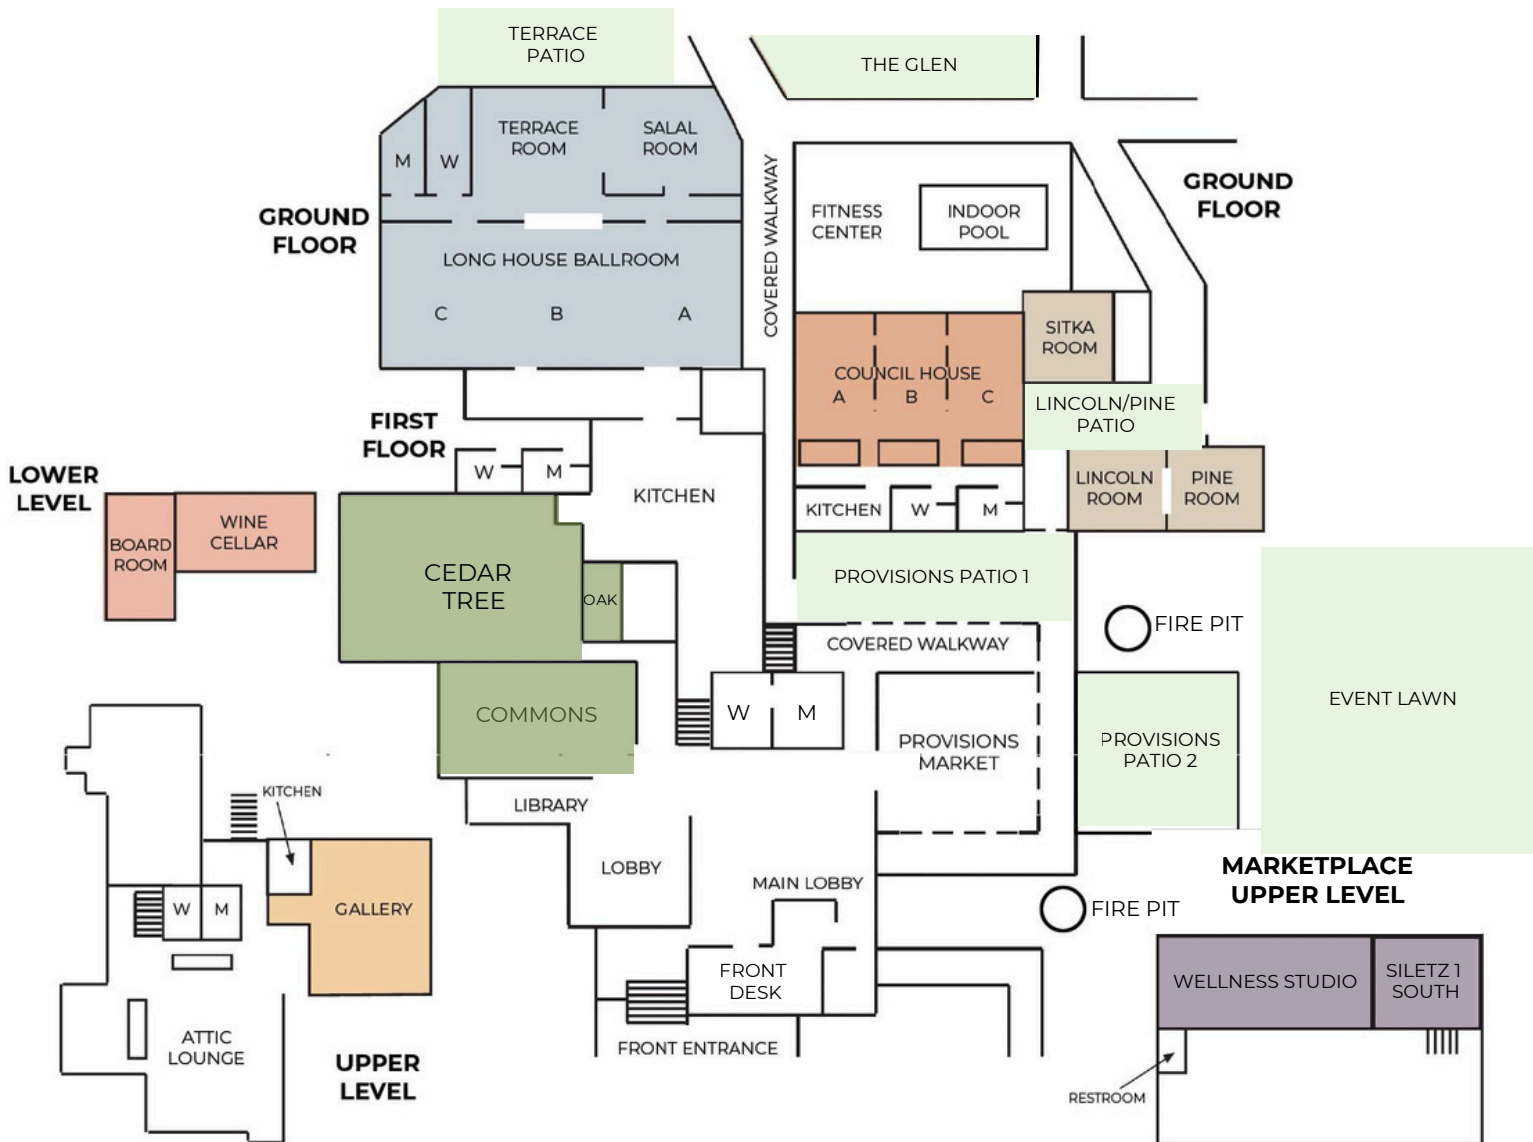 TERRACE
PATIO
THE GLEN
TERRACE
ROOM
SALAL
ROOM
M
W
GROUND
FLOOR
LONG HOUSE BALLROOM
C
B
A
COVERED WALKWAY
FITNESS
CENTER
INDOOR
POOL
GROUND
FLOOR
SITKA
ROOM
COUNCIL HOUSE
A
B
C
LINCOLN/PINE
PATIO
LINCOLN
ROOM
PINE
ROOM
KITCHEN
W
M
FIRST
FLOOR
W
M
KITCHEN
LOWER
LEVEL
BOARD
ROOM
WINE
CELLAR
CEDAR
TREE
OAK
COMMONS
PROVISIONS PATIO 1
COVERED WALKWAY
FIRE PIT
EVENT LAWN
W
M
PROVISIONS
MARKET
PROVISIONS
PATIO 2
LIBRARY
LOBBY
MAIN LOBBY
FIRE PIT
FRONT
DESK
FRONT ENTRANCE
KITCHEN
W
M
GALLERY
ATTIC
LOUNGE
UPPER
LEVEL
MARKETPLACE
UPPER LEVEL
WELLNESS STUDIO
SILETZ 1
SOUTH
RESTROOM